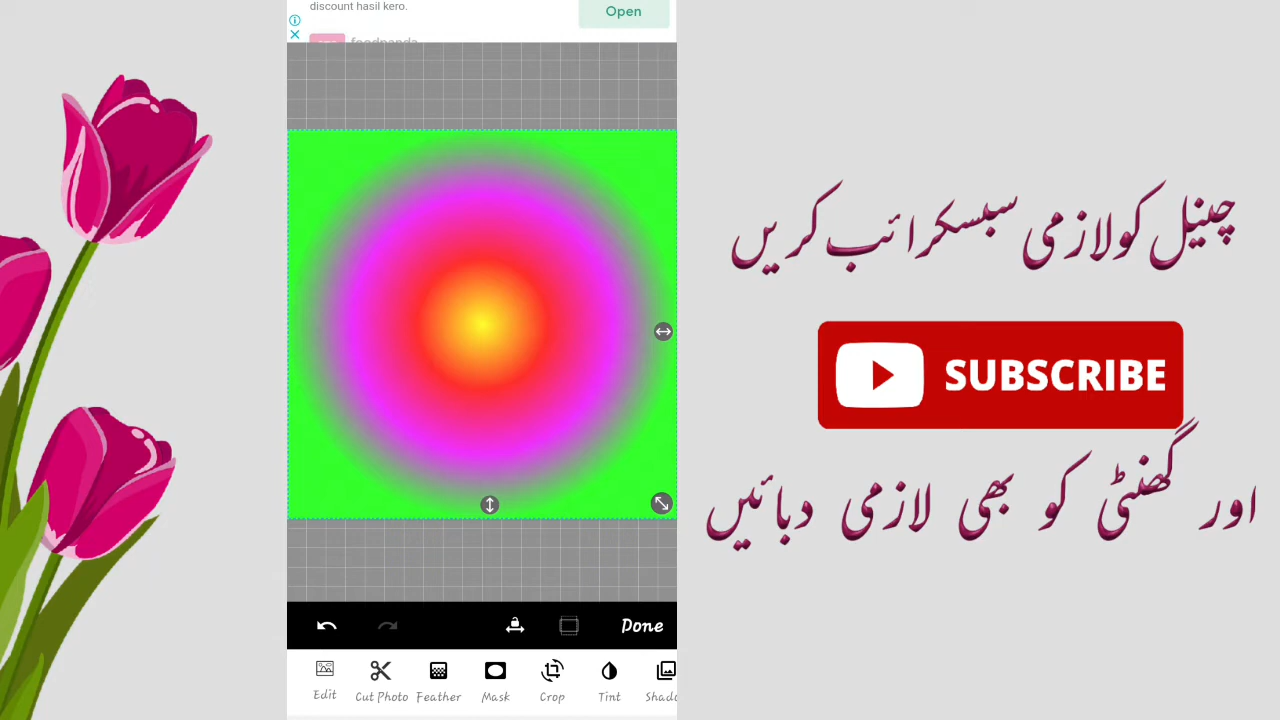 discount hasil kero.
Open
foodpanda
چینل کو لازمی سبسکرائب کریں
SUBSCRIBE
اور گھنٹی کو بھی لازمی دبائیں
Done
Edit
Cut Photo
Feather
Mask
Crop
Tint